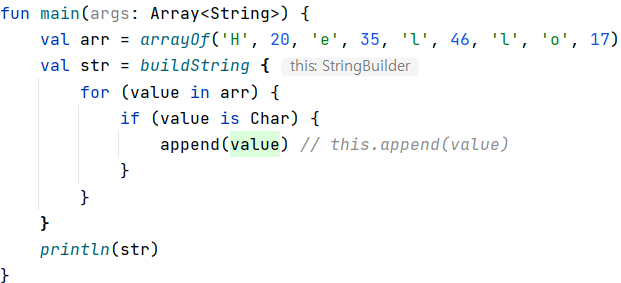 fun main(args: Array<String>) {
    val arr = arrayOf('H', 20, 'e', 35, 'l', 46, 'l', 'o', 17)
    val str = buildString { this: StringBuilder
        for (value in arr) {
            if (value is Char) {
                append(value) // this.append(value)
            }
        }
    }
    println(str)
}